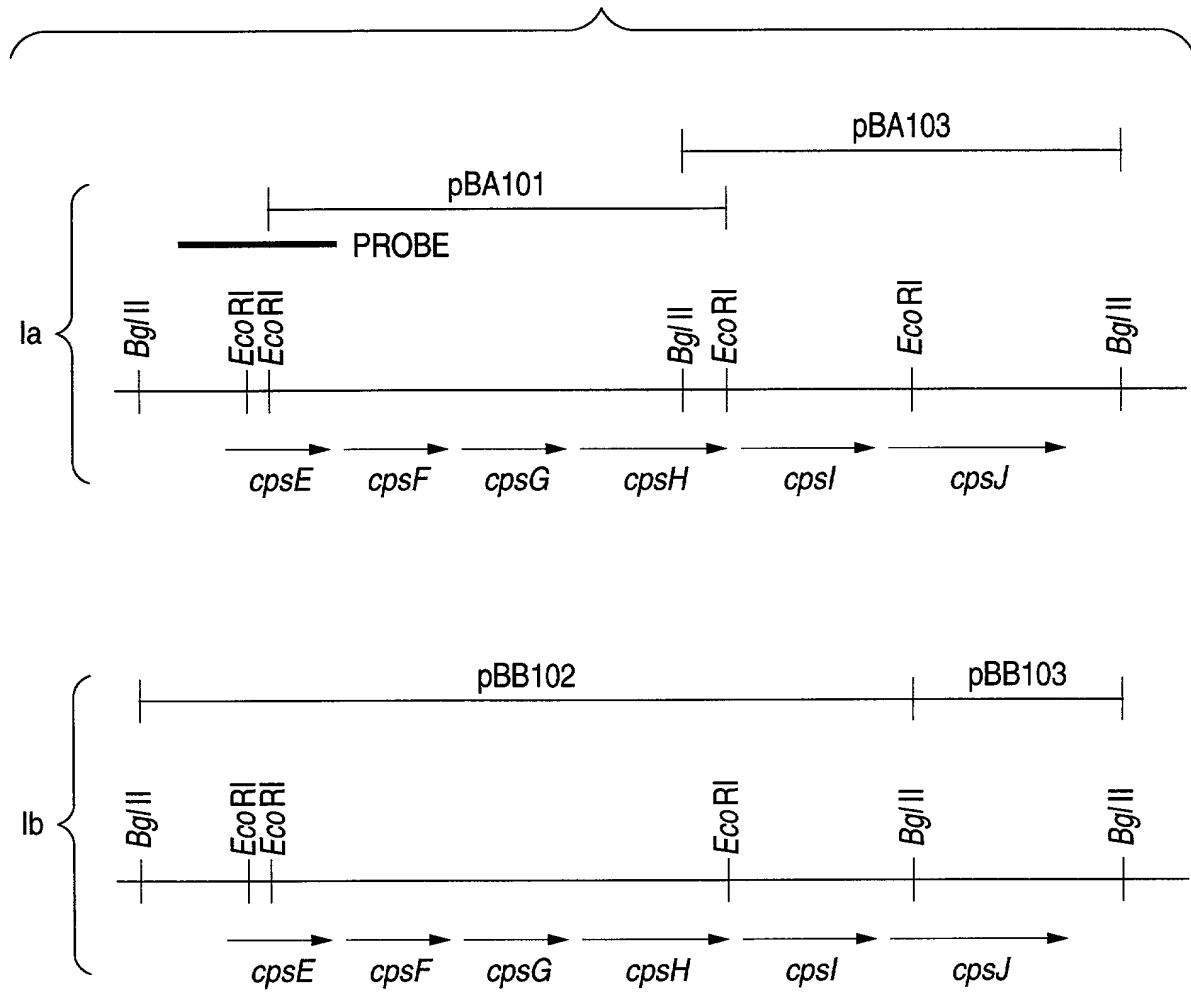 pBA103
pBA101
PROBE
Ia
BglII
EcoRI
EcoRI
BglII
EcoRI
EcoRI
BglII
cpsE
cpsF
cpsG
cpsH
cpsI
cpsJ
pBB102
pBB103
Ib
BglII
EcoRI
EcoRI
EcoRI
BglII
BglII
cpsE
cpsF
cpsG
cpsH
cpsI
cpsJ